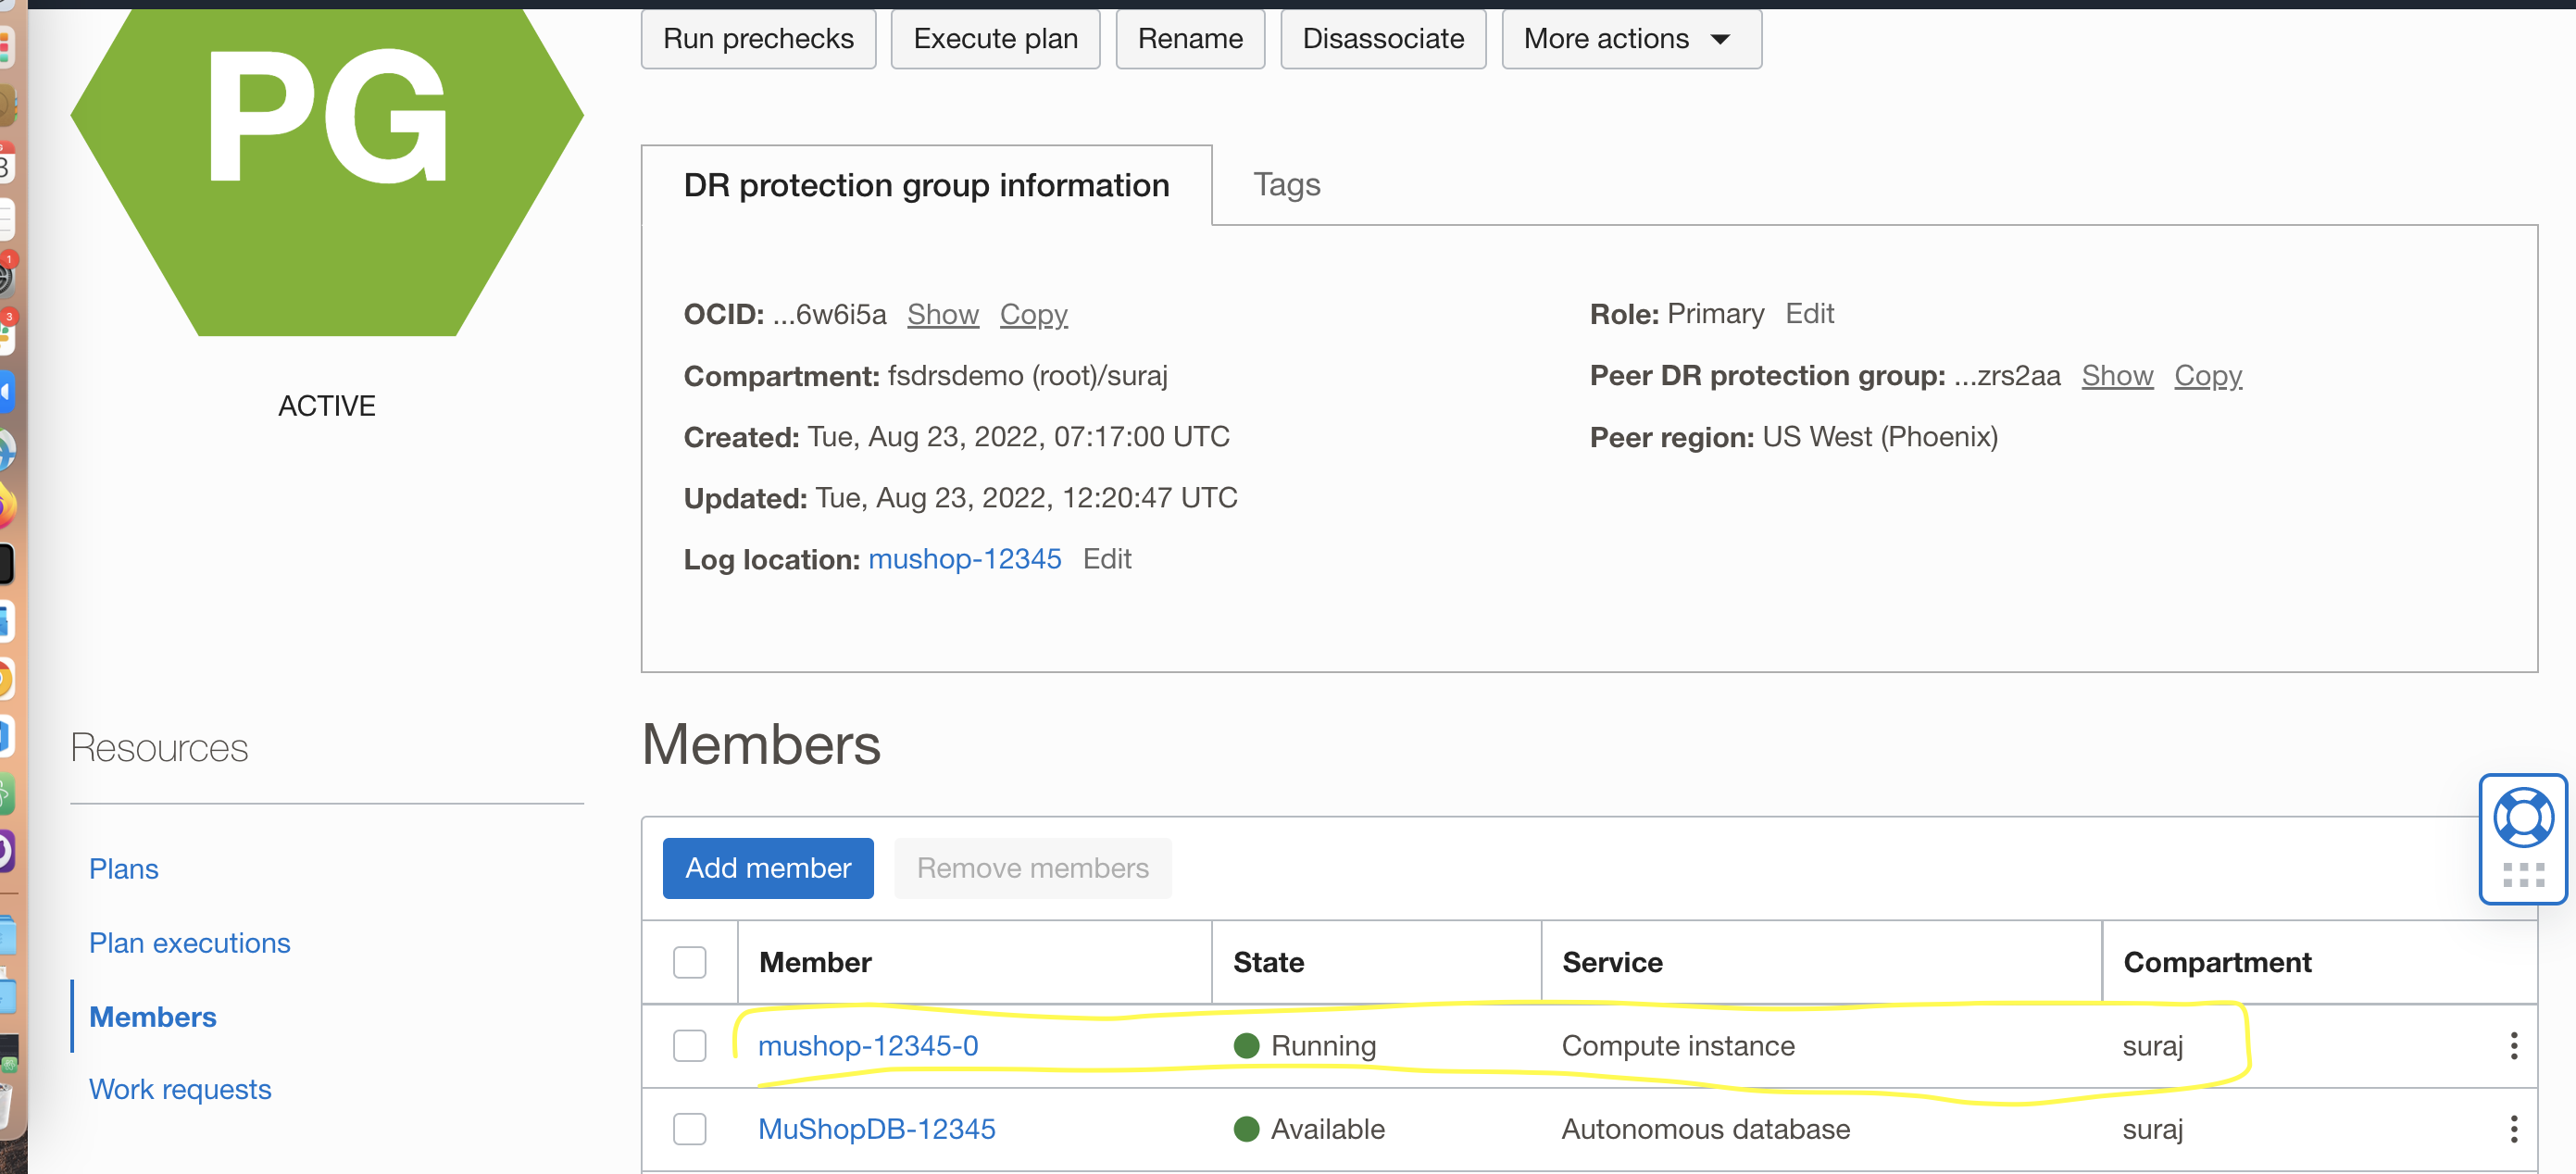 Run prechecks Execute plan Rename Disassociate More actions
PG
ACTIVE
DR protection group information Tags
OCID: ...6w6i5a Show Copy
Compartment: fsdrsdemo (root)/suraj
Created: Tue, Aug 23, 2022, 07:17:00 UTC
Updated: Tue, Aug 23, 2022, 12:20:47 UTC
Log location: mushop-12345 Edit
Role: Primary Edit
Peer DR protection group: ...zrs2aa Show Copy
Peer region: US West (Phoenix)
Resources
Plans
Plan executions
Members
Work requests
Members
Add member Remove members
Member State Service Compartment
mushop-12345-0 Running Compute instance suraj
MuShopDB-12345 Available Autonomous database suraj
1
3
3